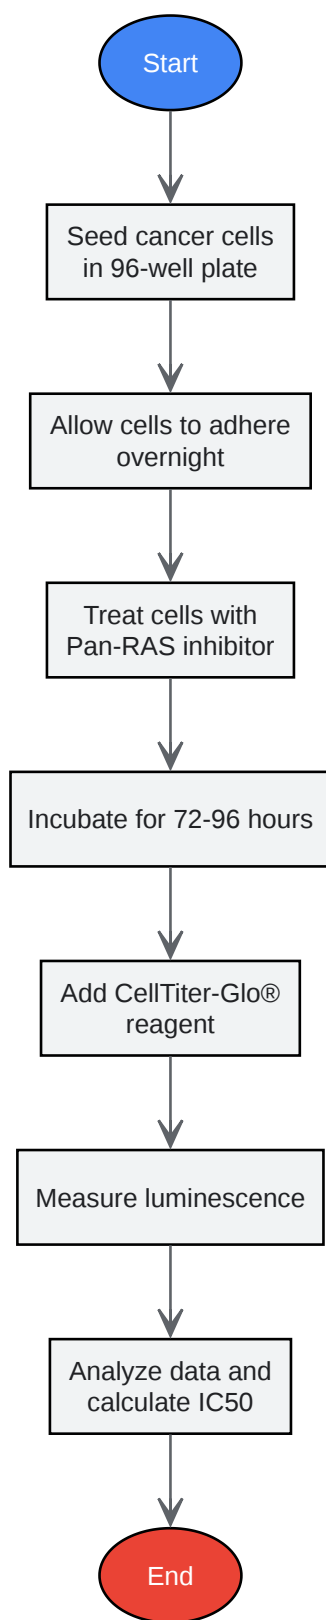 Start
Seed cancer cells
in 96-well plate
Allow cells to adhere
overnight
Treat cells with
Pan-RAS inhibitor
Incubate for 72-96 hours
Add CellTiter-Glo®
reagent
Measure luminescence
Analyze data and
calculate IC50
End